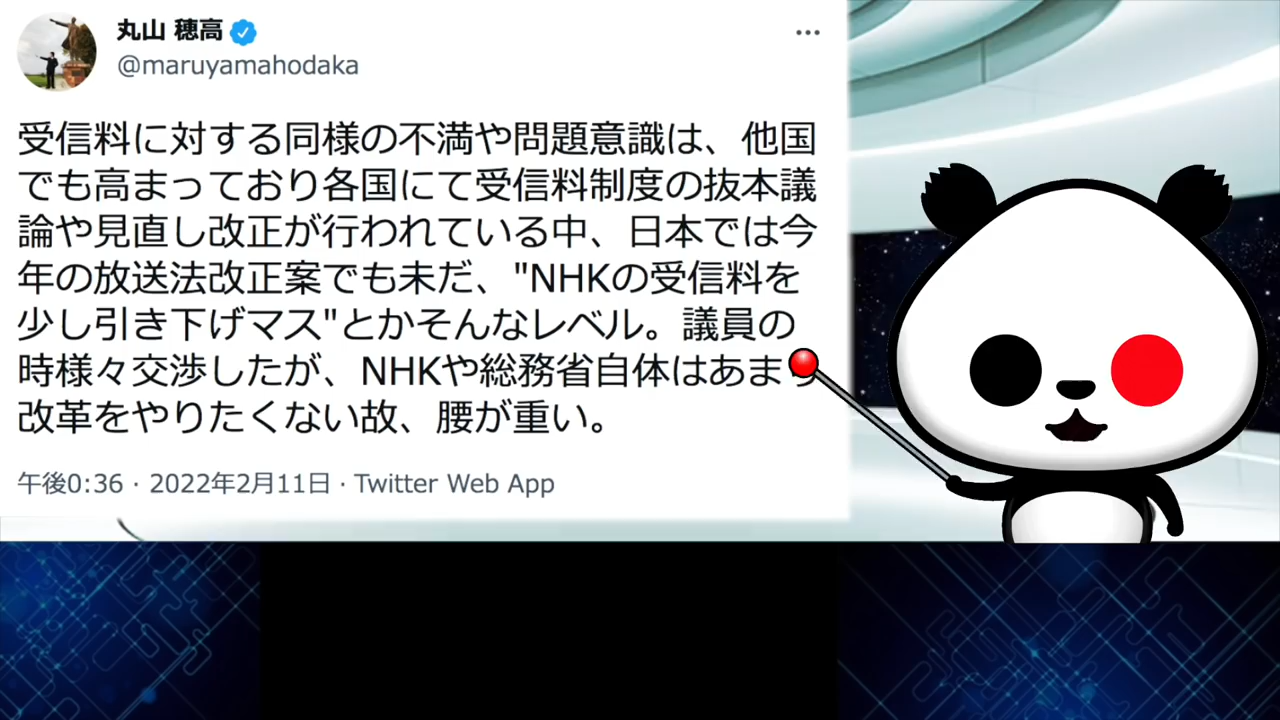 丸山 穂高
@maruyamahodaka
受信料に対する同様の不満や問題意識は、他国
でも高まっており各国にて受信料制度の抜本議
論や見直し改正が行われている中、日本では今
年の放送法改正案でも未だ、"NHKの受信料を
少し引き下げマス"とかそんなレベル。議員の
時様々交渉したが、NHKや総務省自体はあまり
改革をやりたくない故、腰が重い。
午後0:36 · 2022年2月11日 · Twitter Web App